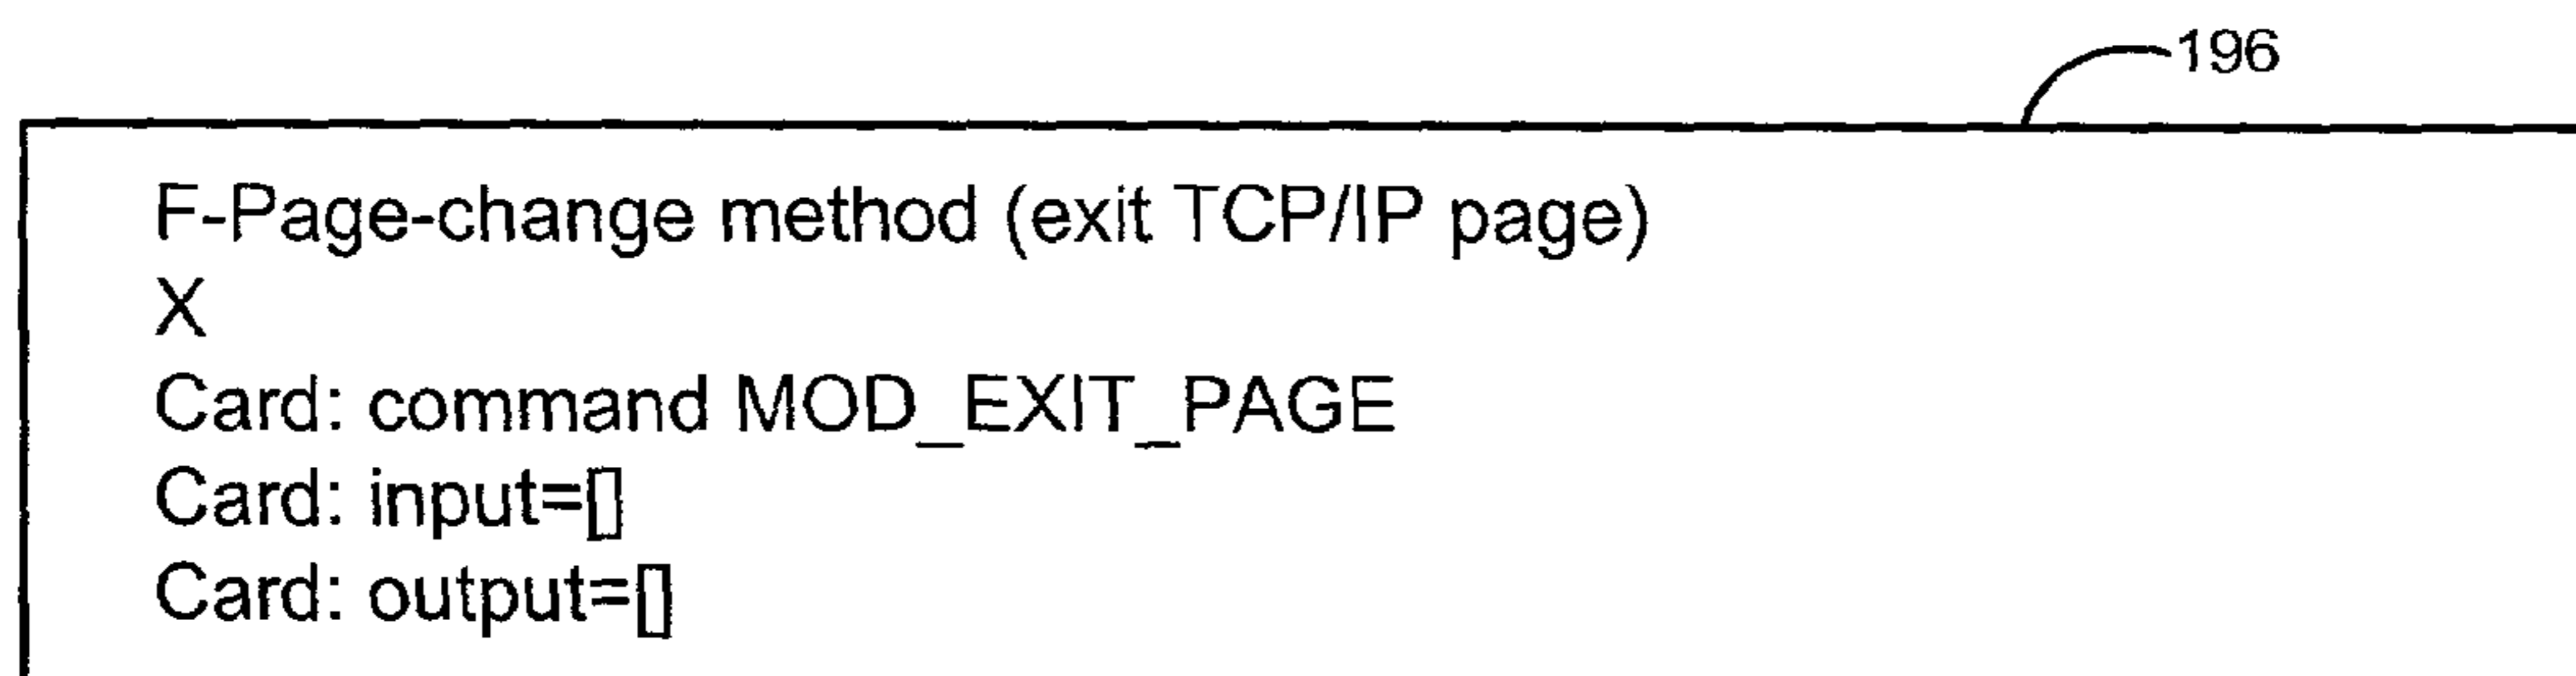 196
F-Page-change method (exit TCP/IP page)
X
Card: command MOD_EXIT_PAGE
Card: input=[]
Card: output=[]